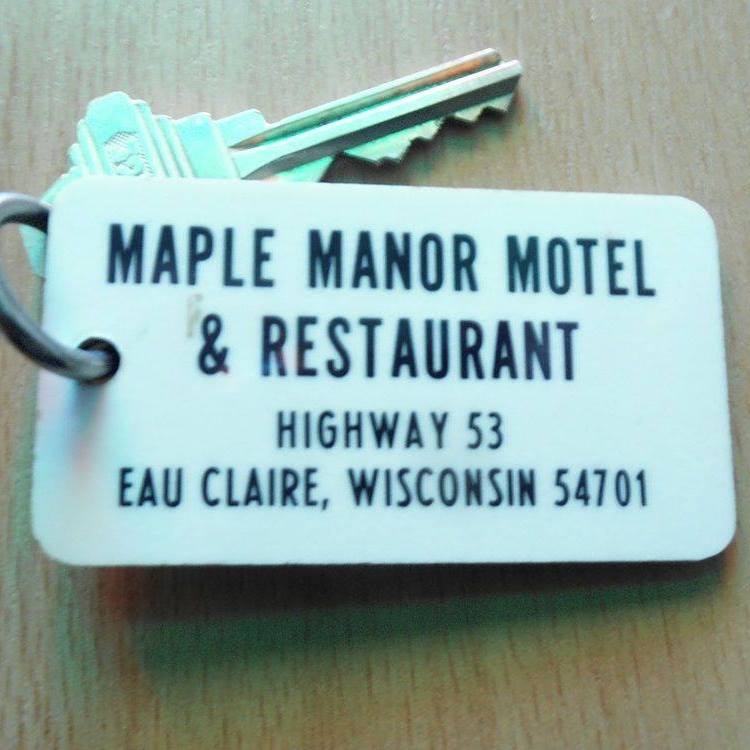 MAPLE MANOR MOTEL
& RESTAURANT
HIGHWAY 53
EAU CLAIRE, WISCONSIN 54701